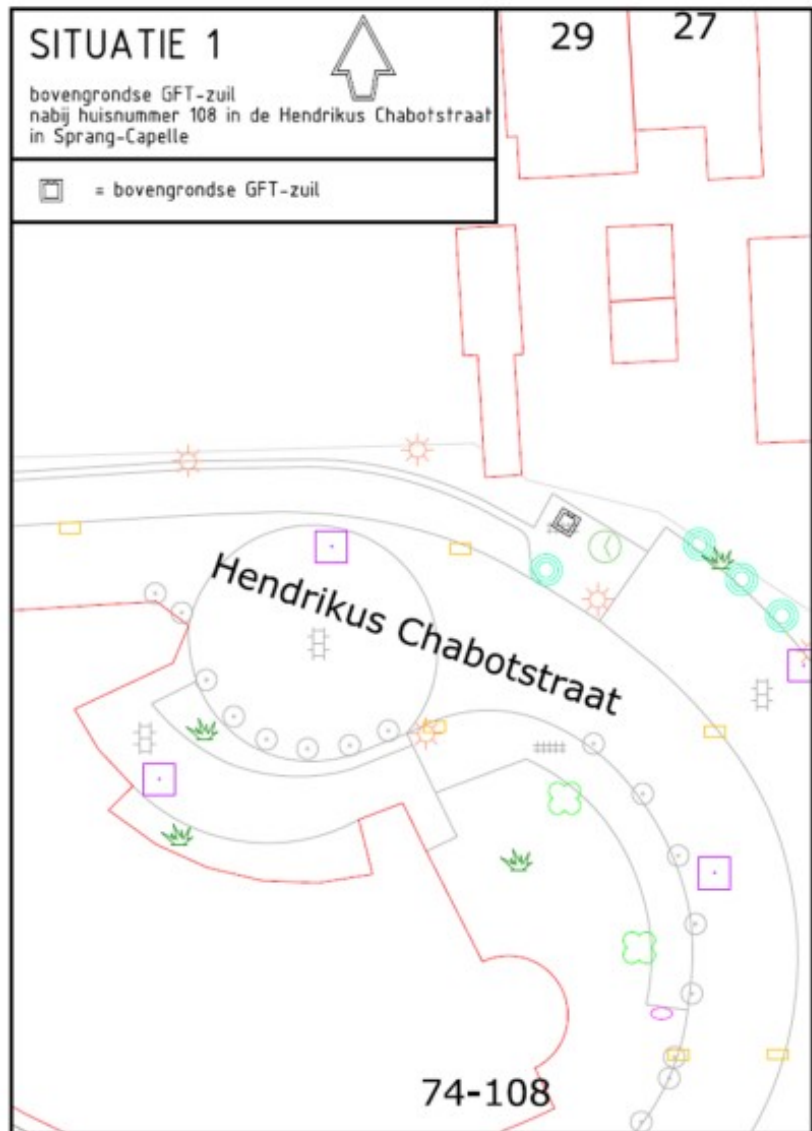 SITUATIE 1
bovengrondse GFT-zuil
nabij huisnummer 108 in de Hendrikus Chabotstraat
in Sprang-Capelle
= bovengrondse GFT-zuil
29
27
Hendrikus Chabotstraat
74-108